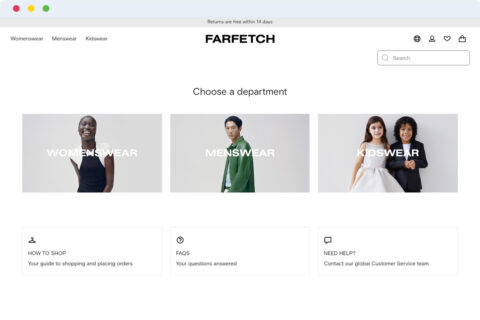 Returns are free within 14 days
Womenswear Menswear Kidswear
FARFETCH
Search
Choose a department
WOMENSWEAR
MENSWEAR
KIDSWEAR
HOW TO SHOP
Your guide to shopping and placing orders
FAQS
Your questions answered
NEED HELP?
Contact our global Customer Service team